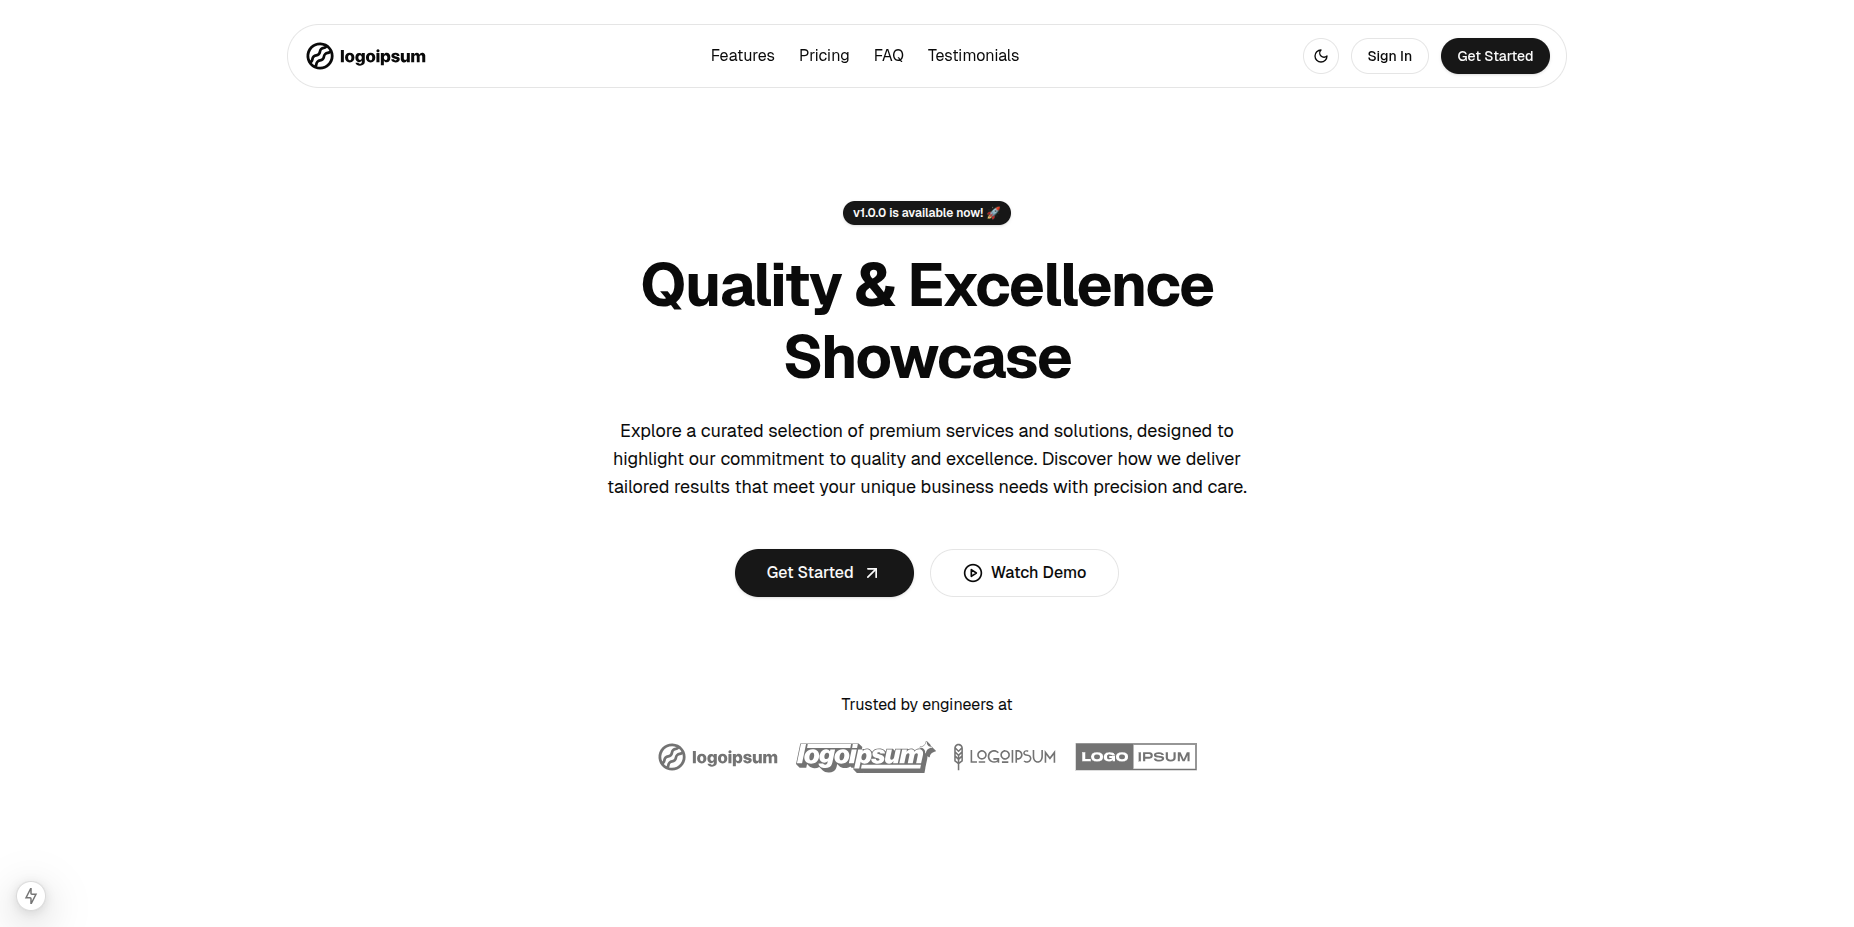 logoipsum
Features Pricing FAQ Testimonials
Sign In
Get Started
v1.0.0 is available now! 🚀
Quality & Excellence
Showcase
Explore a curated selection of premium services and solutions, designed to
highlight our commitment to quality and excellence. Discover how we deliver
tailored results that meet your unique business needs with precision and care.
Get Started
Watch Demo
Trusted by engineers at
logoipsum
logoipsum
LOGOIPSUM
LOGO IPSUM